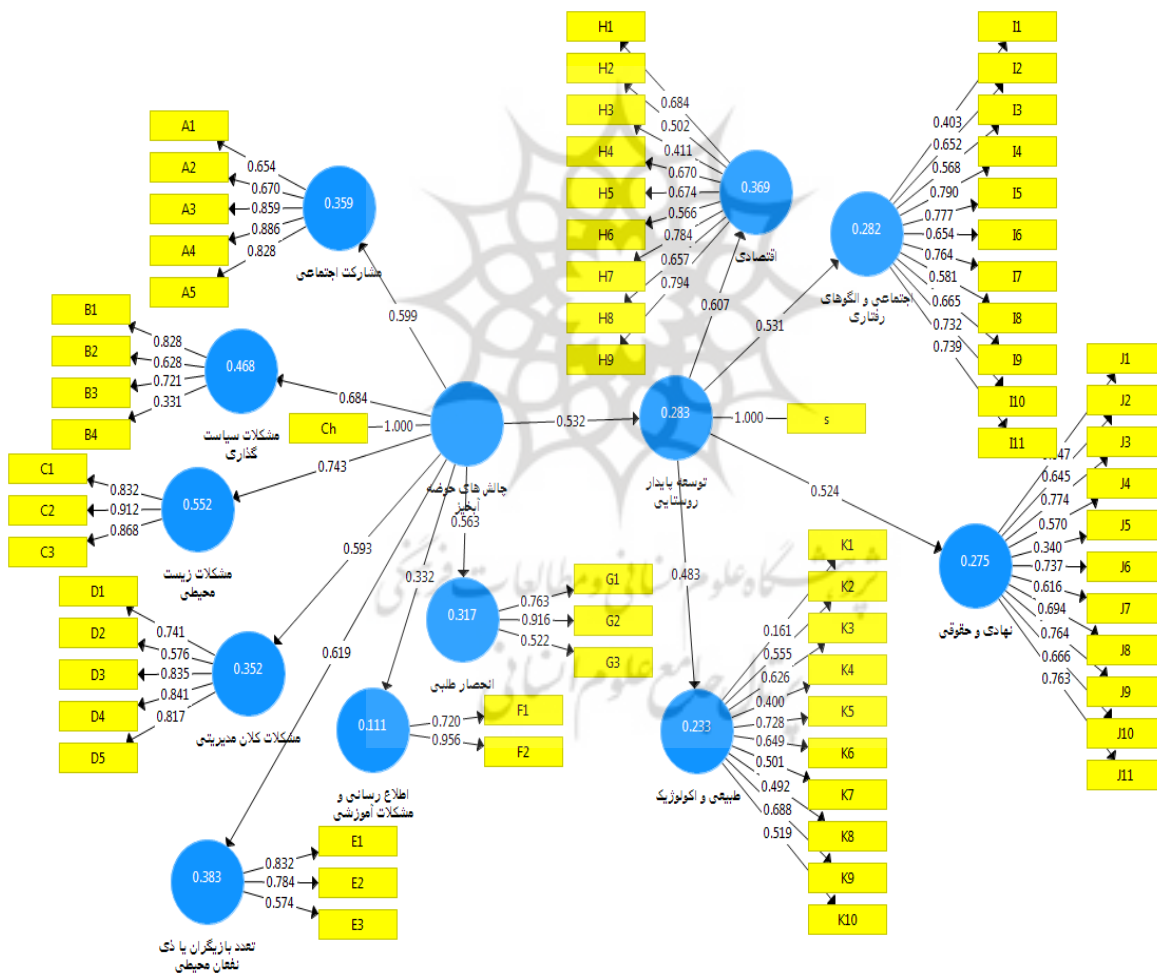 H1
H2
H3
H4
H5
H6
H7
H8
H9
0.684
0.502
0.411
0.670
0.674
0.566
0.784
0.657
0.794
0.369
اقتصادی
I1
I2
I3
I4
I5
I6
I7
I8
I9
I10
I11
0.403
0.652
0.568
0.790
0.777
0.654
0.764
0.581
0.665
0.732
0.739
0.282
اجتماعی و الگوهای
رفتاری
A1
A2
A3
A4
A5
0.654
0.670
0.859
0.886
0.828
0.359
مشارکت اجتماعی
0.599
B1
B2
B3
B4
0.828
0.628
0.721
0.331
0.468
مشکلات سیاست
گذاری
0.684
Ch
1.000
0.532
چالش های حوضه
آبخیز
0.607
0.531
0.283
1.000
s
توسعه پایدار
روستایی
0.524
0.483
C1
C2
C3
0.832
0.912
0.868
0.552
مشکلات زیست
محیطی
0.743
D1
D2
D3
D4
D5
0.741
0.576
0.835
0.841
0.817
0.352
مشکلات کلان مدیریتی
0.593
0.619
0.332
0.563
G1
G2
G3
0.763
0.916
0.522
0.317
انحصار طلبی
F1
F2
0.720
0.956
0.111
اطلاع رسانی و
مشکلات آموزشی
E1
E2
E3
0.832
0.784
0.574
0.383
تعدد بازیگران یا ذی
نفعان محیطی
J1
J2
J3
J4
J5
J6
J7
J8
J9
J10
J11
0.645
0.774
0.570
0.340
0.737
0.616
0.694
0.764
0.666
0.763
0.275
نهادی و حقوقی
K1
K2
K3
K4
K5
K6
K7
K8
K9
K10
0.161
0.555
0.626
0.400
0.728
0.649
0.501
0.492
0.688
0.519
0.233
طبیعی و اکولوژیک
پژوهشگاه علوم انسانی و مطالعات فرهنگی
پرتال جامع علوم انسانی